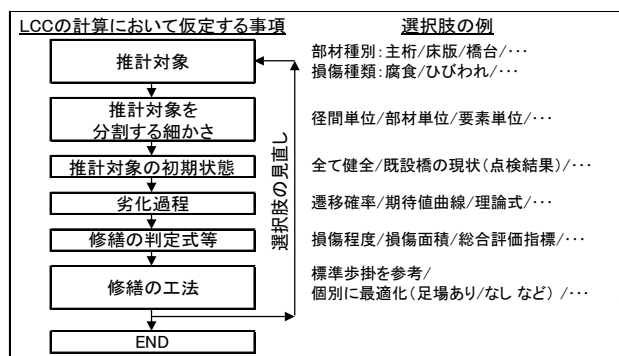 LCCの計算において仮定する事項
選択肢の例
推計対象
部材種別:主桁/床版/橋台/･･･
損傷種類:腐食/ひびわれ/･･･
推計対象を
分割する細かさ
径間単位/部材単位/要素単位/･･･
推計対象の初期状態
全て健全/既設橋の現状(点検結果)/･･･
劣化過程
遷移確率/期待値曲線/理論式/･･･
修繕の判定式等
損傷程度/損傷面積/総合評価指標/･･･
修繕の工法
標準歩掛を参考/
個別に最適化(足場あり/なし など) /･･･
選択肢の見直し
END